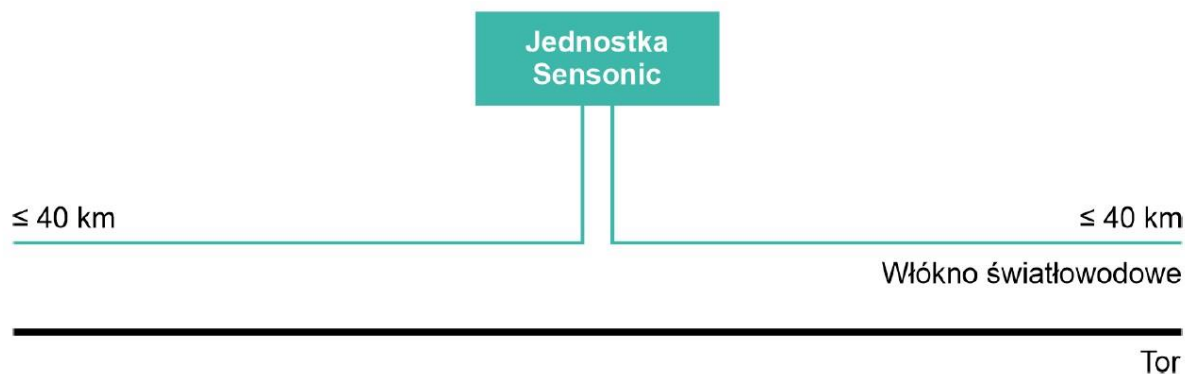 Jednostka
Sensonic
≤ 40 km
≤ 40 km
Włókno światłowodowe
Tor